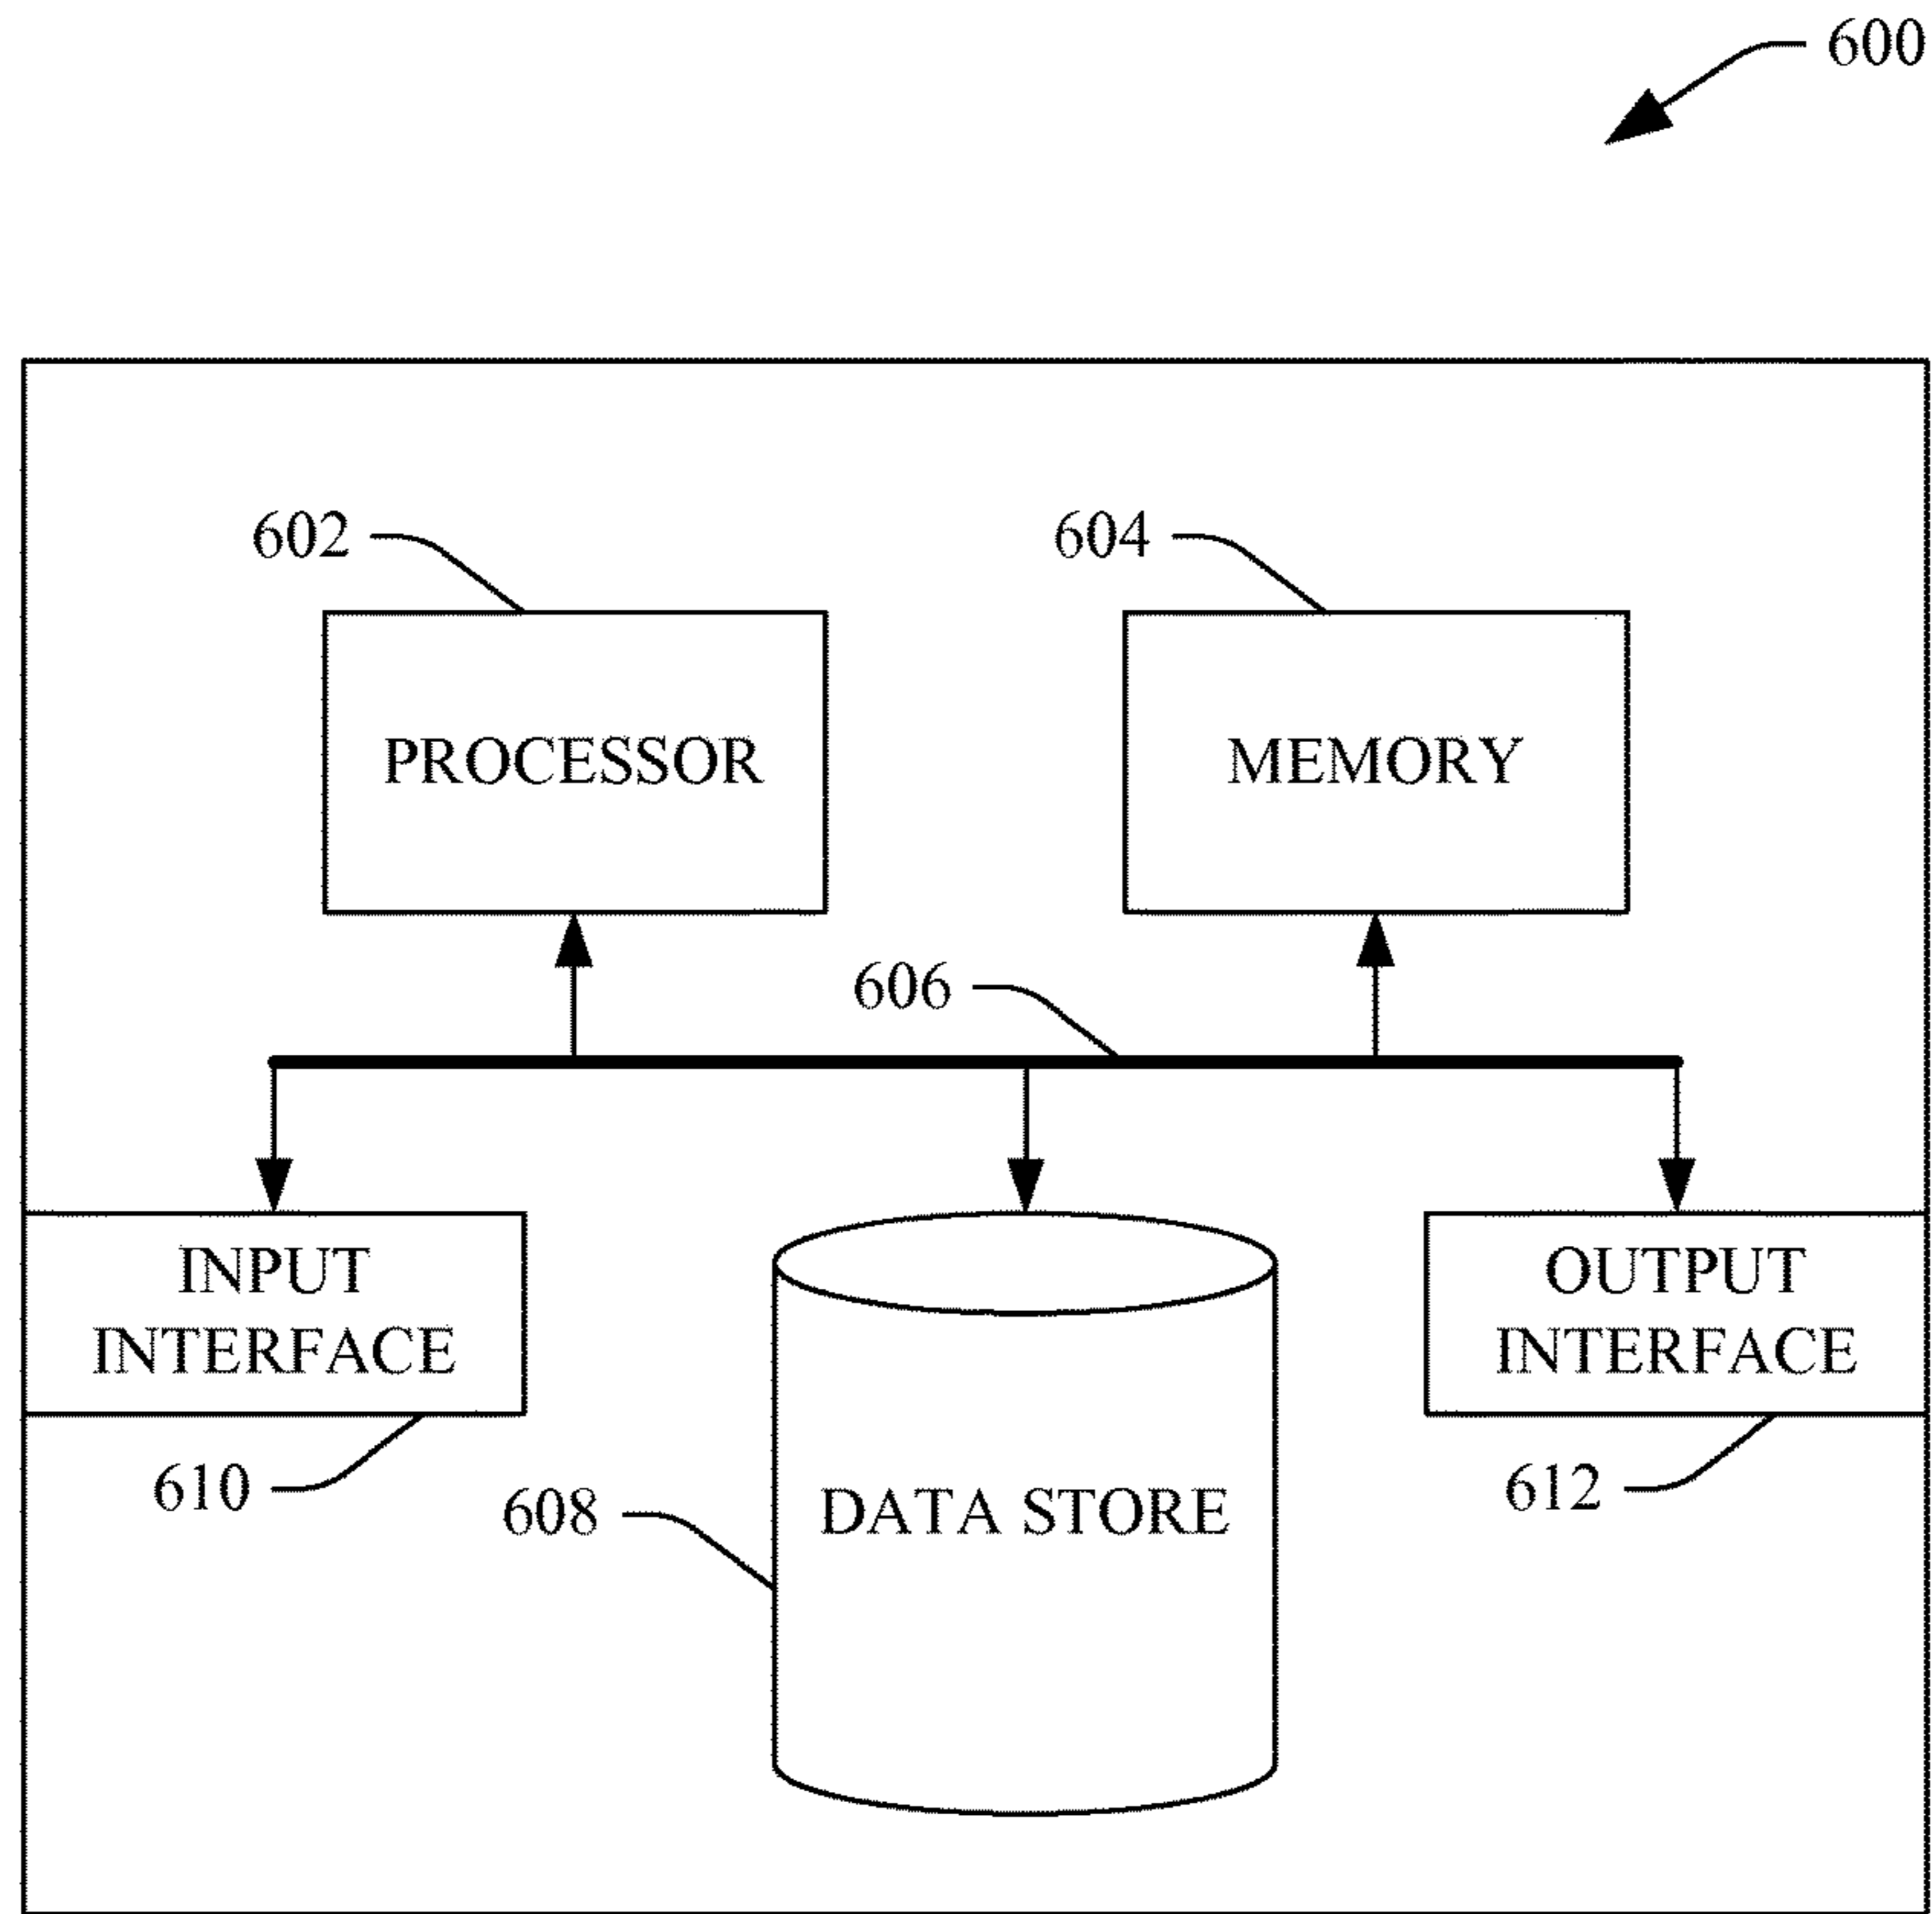 600
602
604
PROCESSOR
MEMORY
606
INPUT
INTERFACE
OUTPUT
INTERFACE
610
608
DATA STORE
612